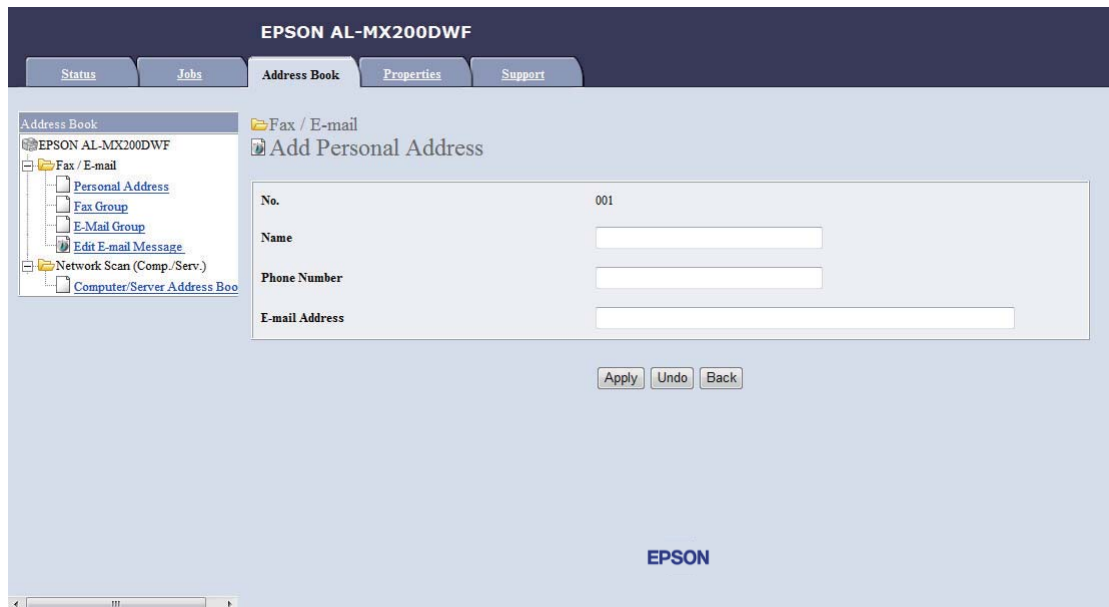 EPSON AL-MX200DWF
Status Jobs Address Book Properties Support
Address Book
EPSON AL-MX200DWF
Fax / E-mail
Personal Address
Fax Group
E-Mail Group
Edit E-mail Message
Network Scan (Comp./Serv.)
Computer/Server Address Boo
Fax / E-mail
Add Personal Address
No. 001
Name
Phone Number
E-mail Address
Apply Undo Back
EPSON